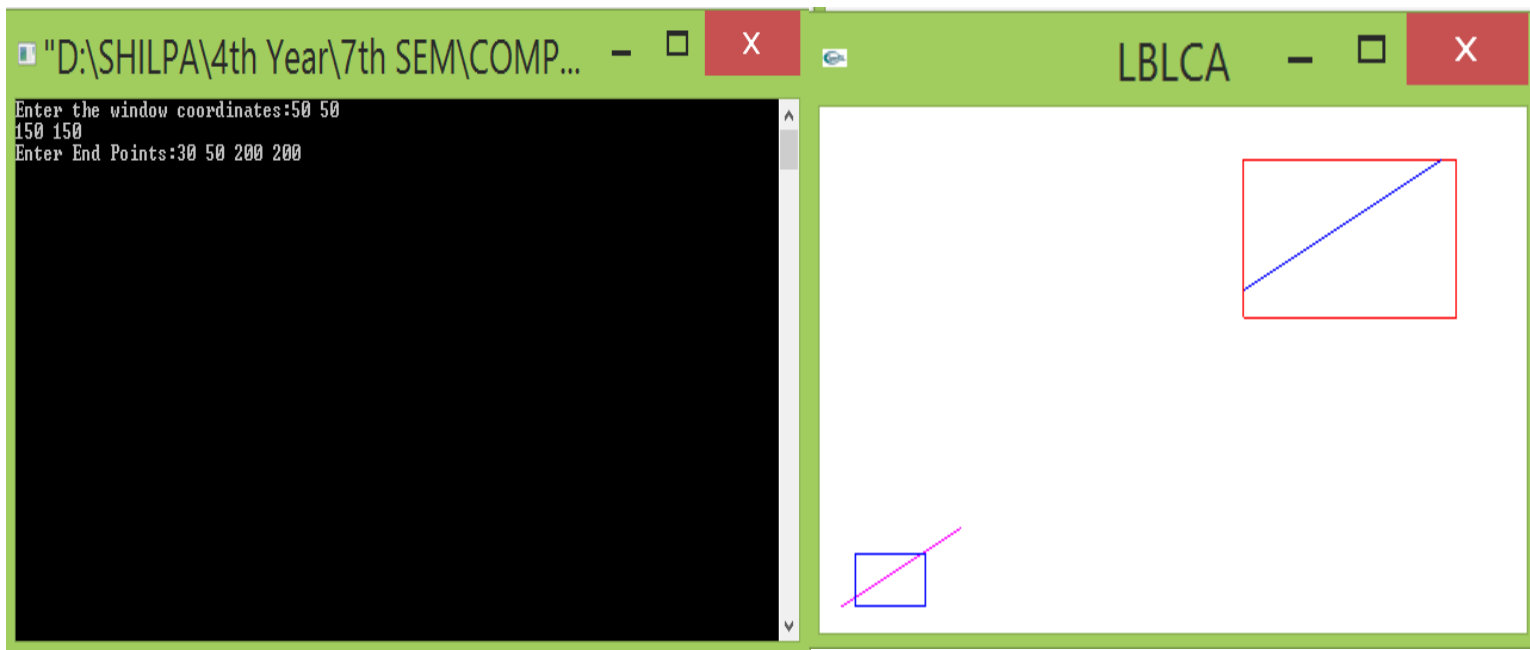 "D:\SHILPA\4th Year\7th SEM\COMP...
Enter the window coordinates:50 50
150 150
Enter End Points:30 50 200 200
LBLCA